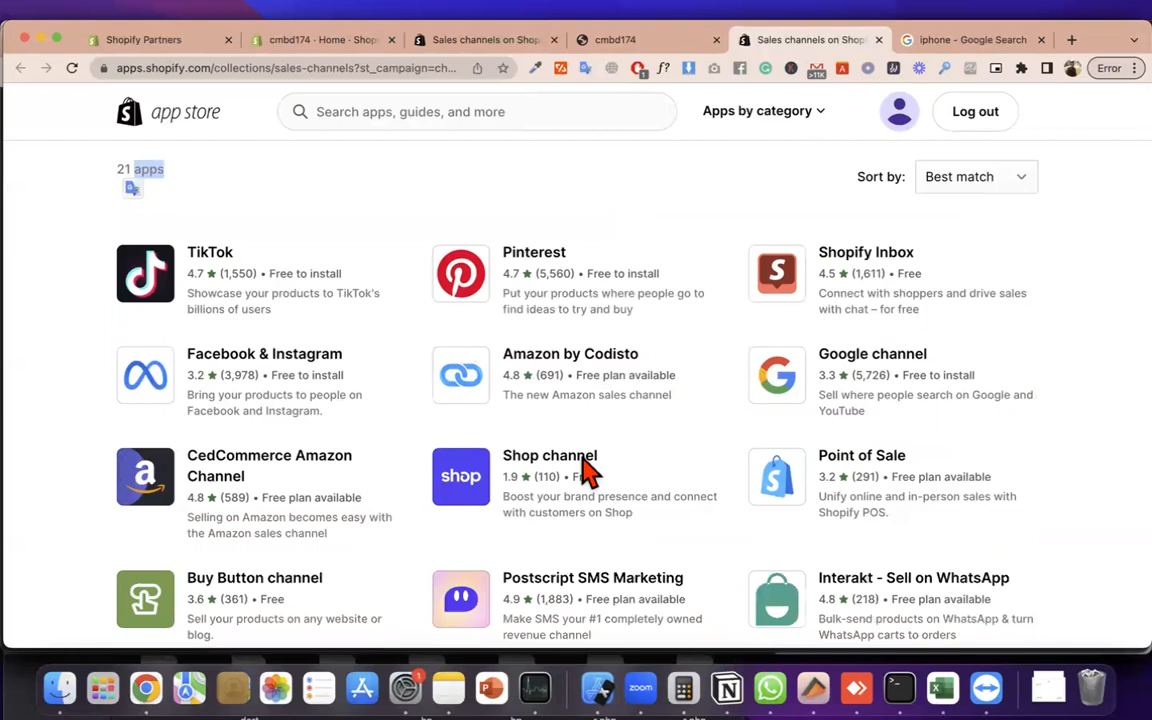 Shopify Partners
cmbd174 · Home · Shop
Sales channels on Shop
cmbd174
Sales channels on Shop
iphone - Google Search
apps.shopify.com/collections/sales-channels?st_campaign=ch...
Error
app store
Search apps, guides, and more
Apps by category
Log out
21 apps
Sort by:
Best match
TikTok
4.7 ★ (1,550) • Free to install
Showcase your products to TikTok's
billions of users
Pinterest
4.7 ★ (5,560) • Free to install
Put your products where people go to
find ideas to try and buy
Shopify Inbox
4.5 ★ (1,611) • Free
Connect with shoppers and drive sales
with chat – for free
Facebook & Instagram
3.2 ★ (3,978) • Free to install
Bring your products to people on
Facebook and Instagram.
Amazon by Codisto
4.8 ★ (691) • Free plan available
The new Amazon sales channel
Google channel
3.3 ★ (5,726) • Free to install
Sell where people search on Google and
YouTube
CedCommerce Amazon
Channel
4.8 ★ (589) • Free plan available
Selling on Amazon becomes easy with
the Amazon sales channel
shop
Shop channel
1.9 ★ (110) •
Boost your brand presence and connect
with customers on Shop
Point of Sale
3.2 ★ (291) • Free plan available
Unify online and in-person sales with
Shopify POS.
Buy Button channel
3.6 ★ (361) • Free
Sell your products on any website or
blog.
Postscript SMS Marketing
4.9 ★ (1,883) • Free plan available
Make SMS your #1 completely owned
revenue channel
Interakt - Sell on WhatsApp
4.8 ★ (218) • Free plan available
Bulk-send products on WhatsApp & turn
WhatsApp carts to orders
zoom